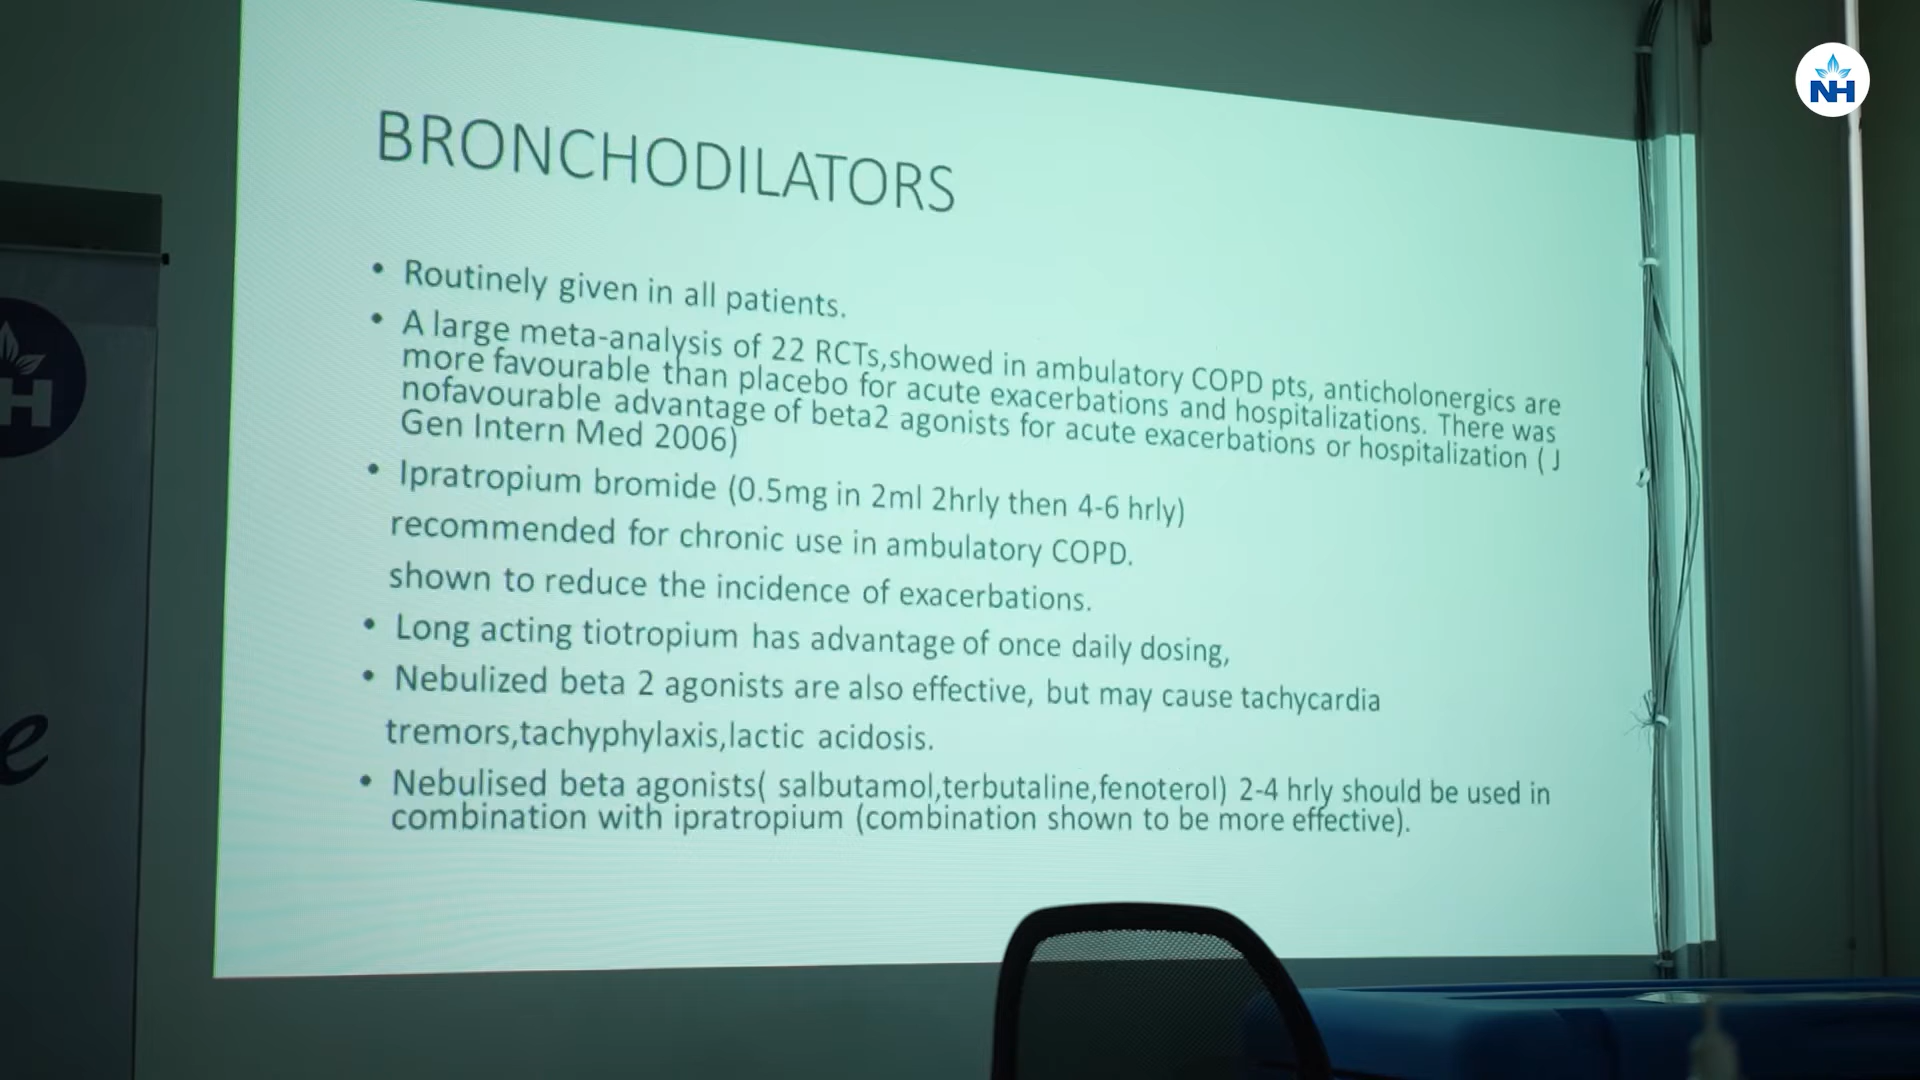 NH
BRONCHODILATORS
• Routinely given in all patients.
• A large meta-analysis of 22 RCTs,showed in ambulatory COPD pts, anticholonergics are
more favourable than placebo for acute exacerbations and hospitalizations. There was
nofavourable advantage of beta2 agonists for acute exacerbations or hospitalization ( J
Gen Intern Med 2006)
• Ipratropium bromide (0.5mg in 2ml 2hrly then 4-6 hrly)
recommended for chronic use in ambulatory COPD.
shown to reduce the incidence of exacerbations.
• Long acting tiotropium has advantage of once daily dosing,
• Nebulized beta 2 agonists are also effective, but may cause tachycardia
tremors,tachyphylaxis,lactic acidosis.
• Nebulised beta agonists( salbutamol,terbutaline,fenoterol) 2-4 hrly should be used in
combination with ipratropium (combination shown to be more effective).
H
e